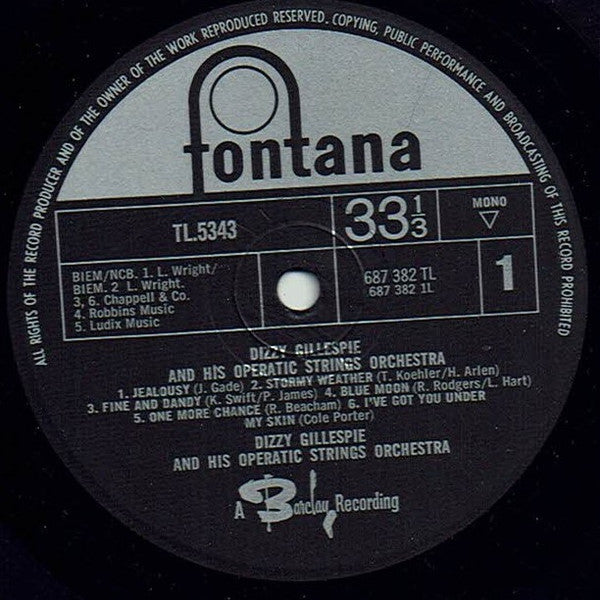 ALL RIGHTS OF THE RECORD PRODUCER AND OF THE OWNER OF THE WORK REPRODUCED RESERVED. COPYING, PUBLIC PERFORMANCE AND BROADCASTING OF THIS RECORD PROHIBITED
fontana
TL.5343
33 1/3
MONO
BIEM/NCB. 1. L. Wright/
BIEM. 2 L. Wright.
3, 6. Chappell & Co.
4. Robbins Music
5. Ludix Music
687 382 TL
687 382 1L
1
DIZZY GILLESPIE
AND HIS OPERATIC STRINGS ORCHESTRA
1. JEALOUSY (J. Gade) 2. STORMY WEATHER (T. Koehler/H. Arlen)
3. FINE AND DANDY (K. Swift/P. James) 4. BLUE MOON (R. Rodgers/L. Hart)
5. ONE MORE CHANCE (R. Beacham) 6. I'VE GOT YOU UNDER
MY SKIN (Cole Porter)
DIZZY GILLESPIE
AND HIS OPERATIC STRINGS ORCHESTRA
A Barclay Recording